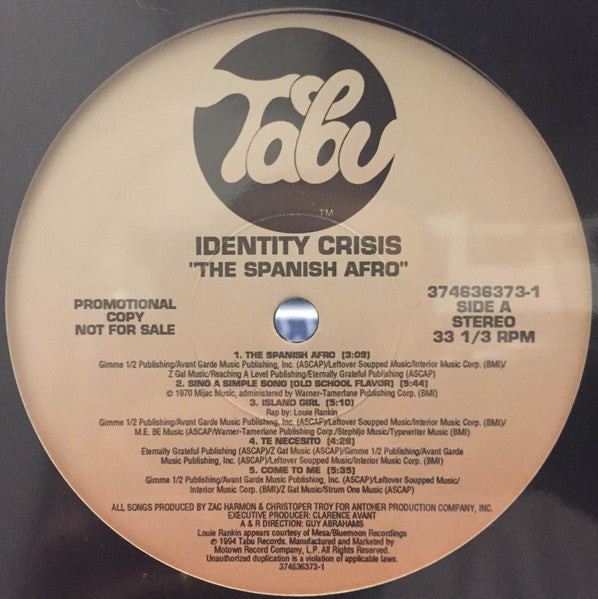 Tabu
TM
IDENTITY CRISIS
"THE SPANISH AFRO"
PROMOTIONAL
COPY
NOT FOR SALE
374636373-1
SIDE A
STEREO
33 1/3 RPM
1. THE SPANISH AFRO [3:09]
Gimme 1/2 Publishing/Avant Garde Music Publishing, Inc. (ASCAP)/Leftover Soupped Music/Interior Music Corp. (BMI)/
Z Gal Music/Reaching A Level Publishing/Eternally Grateful Publishing (ASCAP)
2. SING A SIMPLE SONG [OLD SCHOOL FLAVOR] (5:44)
© 1970 Mijac Music, administered by Warner-Tamerlane Publishing Corp. (BMI)
3. ISLAND GIRL (5:10)
Rap by: Louie Rankin
Gimme 1/2 Publishing/Avant Garde Music Publishing, Inc. (ASCAP)/Leftover Soupped Music/Interior Music Corp. (BMI)/
M.E. BE Music (ASCAP/Warner-Tamerlane Publishing Corp./Stephljo Music/Typewriter Music (BMI)
4. TE NECESITO [4:26]
Eternally Grateful Publishing (ASCAP)/Z Gat Music/Gimme 1/2 Publishing/Avant Garde
Music Publishing, Inc. (ASCAP)/Leftover Soupped Music/Interior Music Corp. (BMI)
5. COME TO ME [5:35]
Gimme 1/2 Publishing/Avant Garde Music Publishing, Inc. (ASCAP)/Leftover Soupped Music/
Interior Music Corp. (BMI)/Z Gat Music/Strum One Music (ASCAP)
ALL SONGS PRODUCED BY ZAC HARMON & CHRISTOPER TROY FOR ANTOHER PRODUCTION COMPANY, INC.
EXECUTIVE PRODUCER: CLARENCE AVANT
A & R DIRECTION: GUY ABRAHAMS
Louie Rankin appears courtesy of Mesa/Bluemoon Recordings
℗ 1994 Tabu Records. Manufactured and Marketed by
Motown Record Company, L.P. All Rights Reserved.
Unauthorized duplication is a violation of applicable laws.
374636373-1